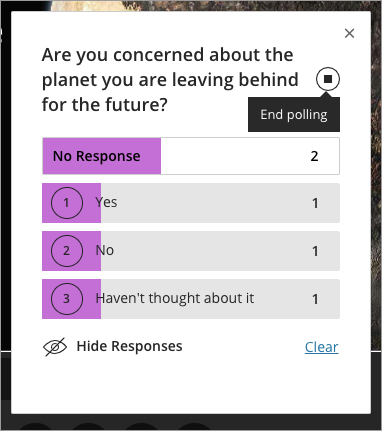 Are you concerned about the
planet you are leaving behind
for the future?
End polling
No Response 2
1 Yes 1
2 No 1
3 Haven't thought about it 1
Hide Responses Clear